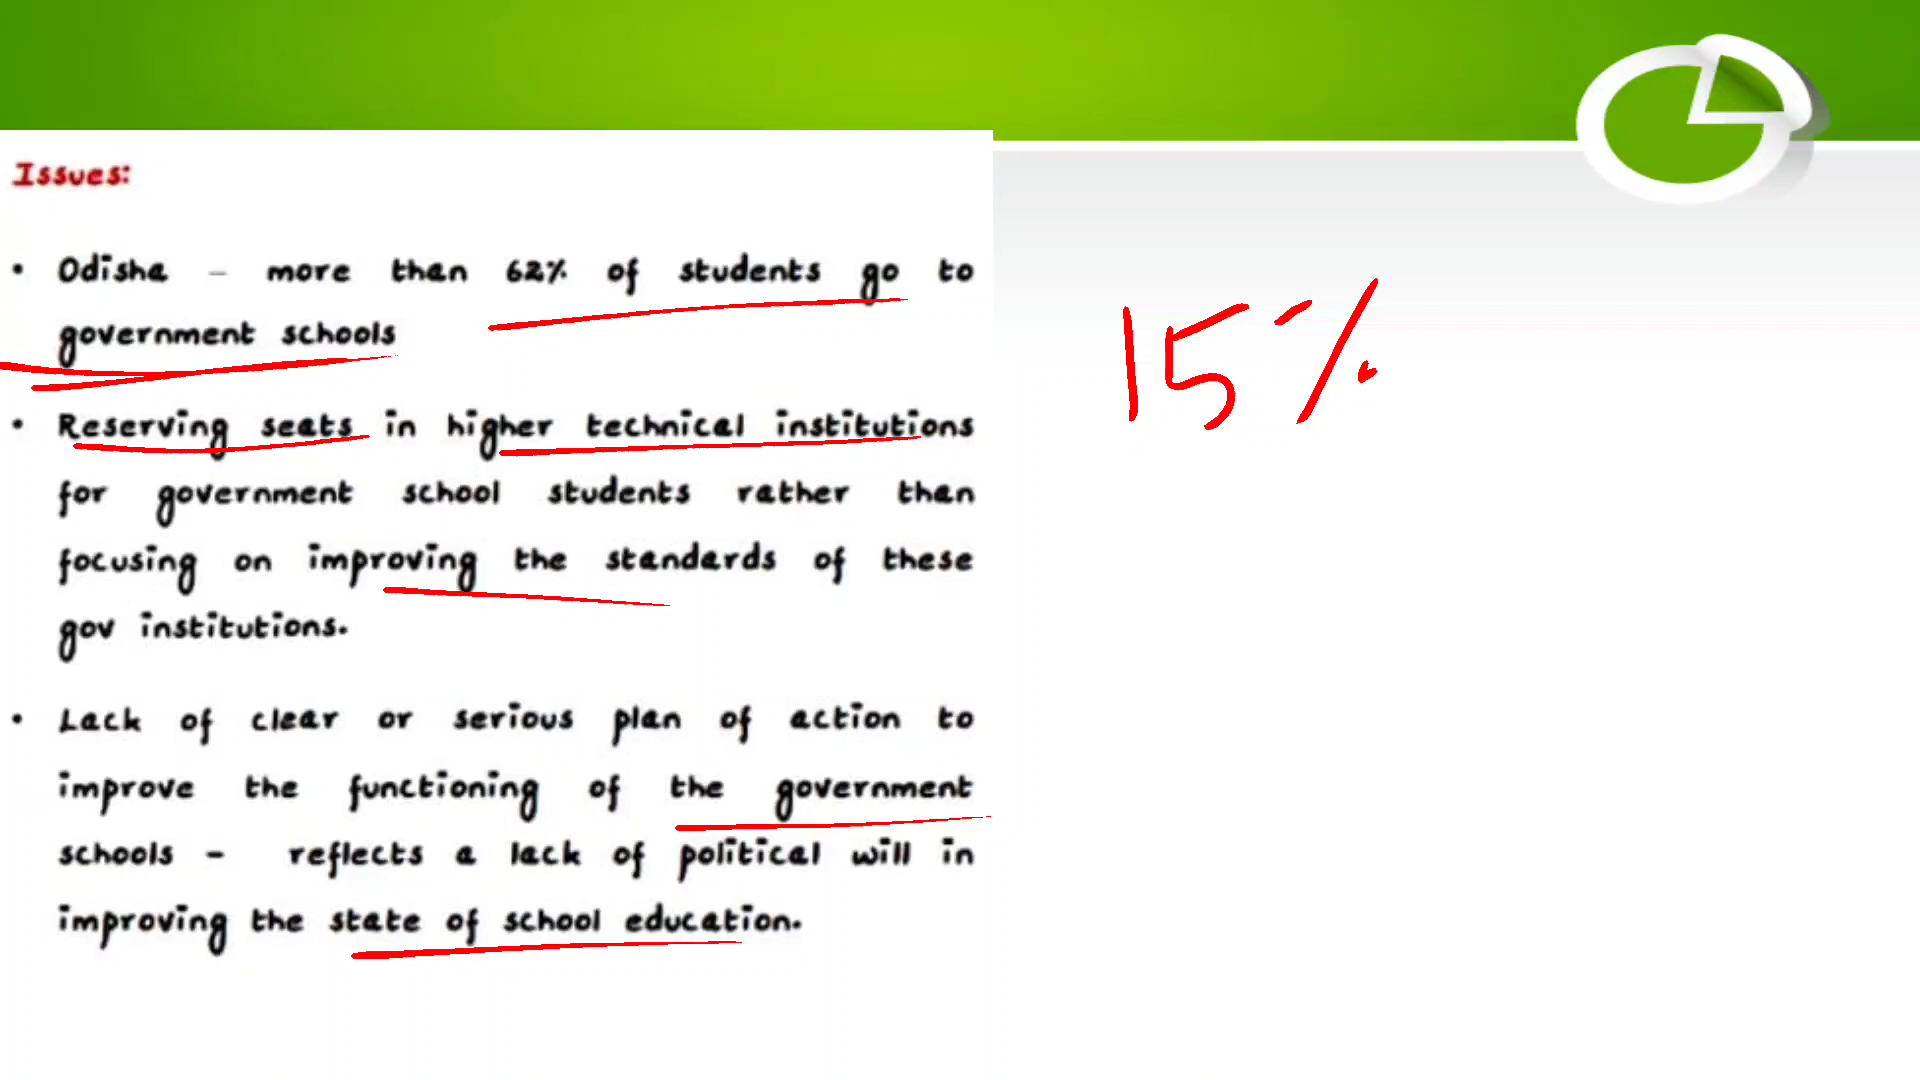 Issues:
• Odisha – more than 62% of students go to
government schools
• Reserving seats in higher technical institutions
for government school students rather than
focusing on improving the standards of these
gov institutions.
• Lack of clear or serious plan of action to
improve the functioning of the government
schools – reflects a lack of political will in
improving the state of school education.
15%